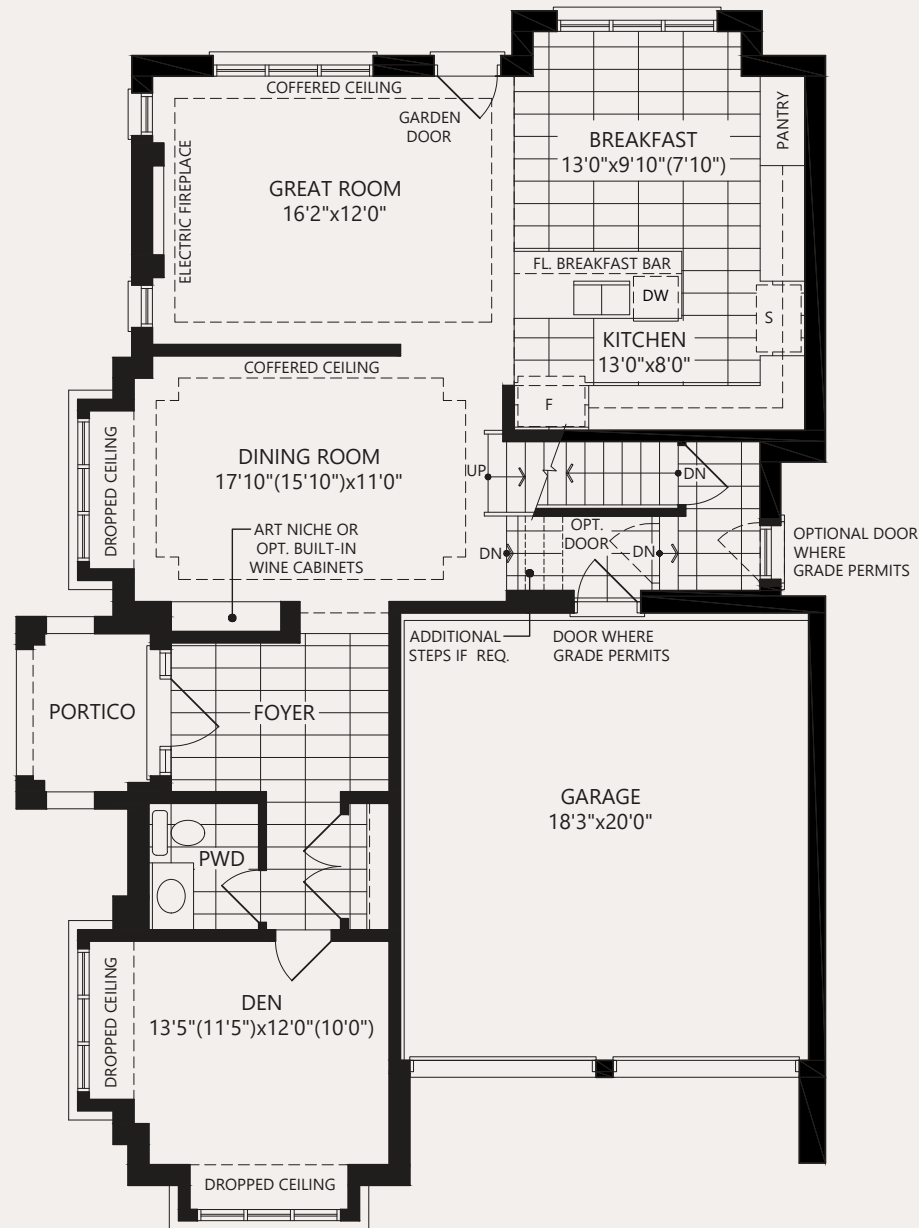 COFFERED CEILING
GARDEN
DOOR
PANTRY
BREAKFAST
13'0"x9'10"(7'10")
ELECTRIC FIREPLACE
GREAT ROOM
16'2"x12'0"
FL. BREAKFAST BAR
DW
S
KITCHEN
13'0"x8'0"
COFFERED CEILING
F
DROPPED CEILING
DINING ROOM
17'10"(15'10")x11'0"
UP
DN
ART NICHE OR
OPT. BUILT-IN
WINE CABINETS
OPT.
DOOR
DN
DN
OPTIONAL DOOR
WHERE
GRADE PERMITS
ADDITIONAL
STEPS IF REQ.
DOOR WHERE
GRADE PERMITS
PORTICO
FOYER
GARAGE
18'3"x20'0"
PWD
DROPPED CEILING
DEN
13'5"(11'5")x12'0"(10'0")
DROPPED CEILING